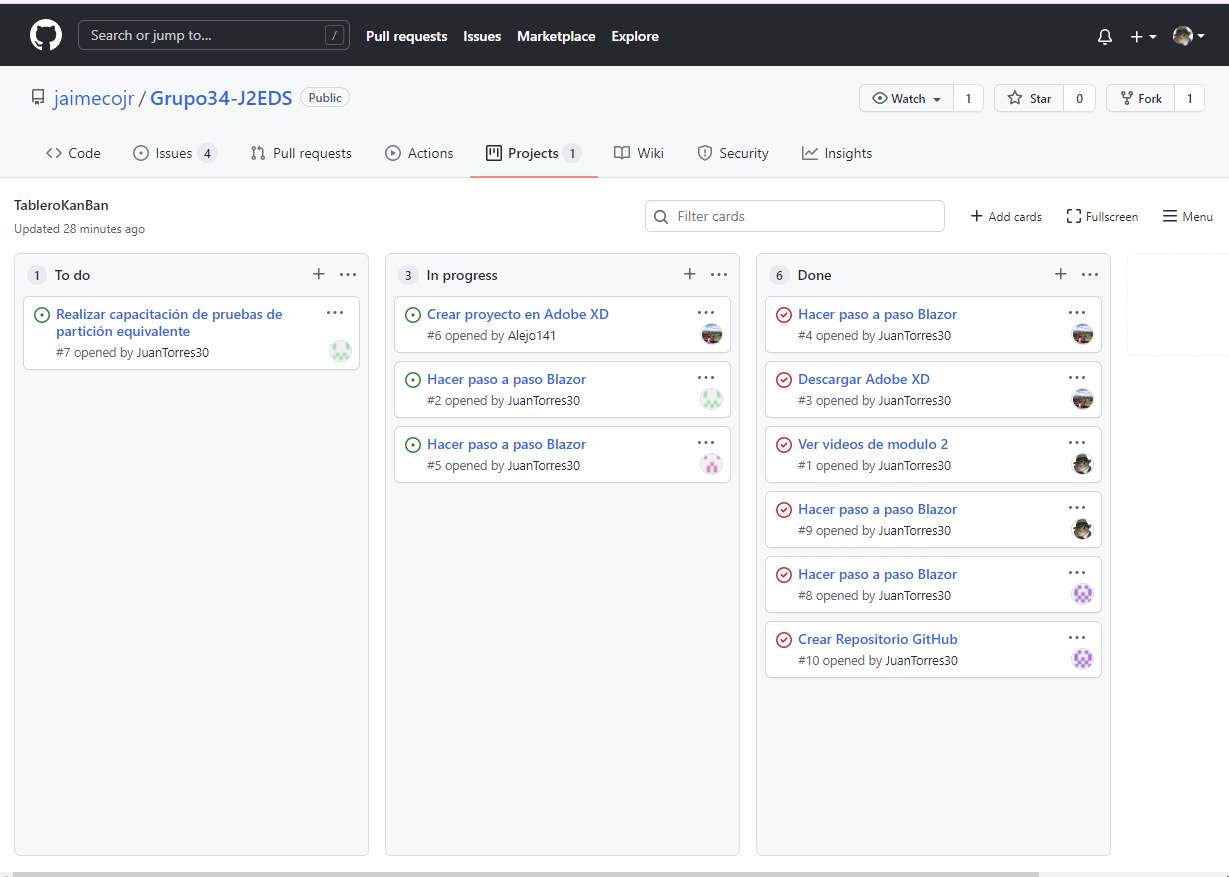 Search or jump to... /
Pull requests Issues Marketplace Explore
jaimecojr / Grupo34-J2EDS Public
Watch 1 Star 0 Fork 1
Code Issues 4 Pull requests Actions Projects 1 Wiki Security Insights
TableroKanBan
Updated 28 minutes ago
Filter cards
Add cards Fullscreen Menu
1 To do
Realizar capacitación de pruebas de
partición equivalente
#7 opened by JuanTorres30
3 In progress
Crear proyecto en Adobe XD
#6 opened by Alejo141
Hacer paso a paso Blazor
#2 opened by JuanTorres30
Hacer paso a paso Blazor
#5 opened by JuanTorres30
6 Done
Hacer paso a paso Blazor
#4 opened by JuanTorres30
Descargar Adobe XD
#3 opened by JuanTorres30
Ver videos de modulo 2
#1 opened by JuanTorres30
Hacer paso a paso Blazor
#9 opened by JuanTorres30
Hacer paso a paso Blazor
#8 opened by JuanTorres30
Crear Repositorio GitHub
#10 opened by JuanTorres30